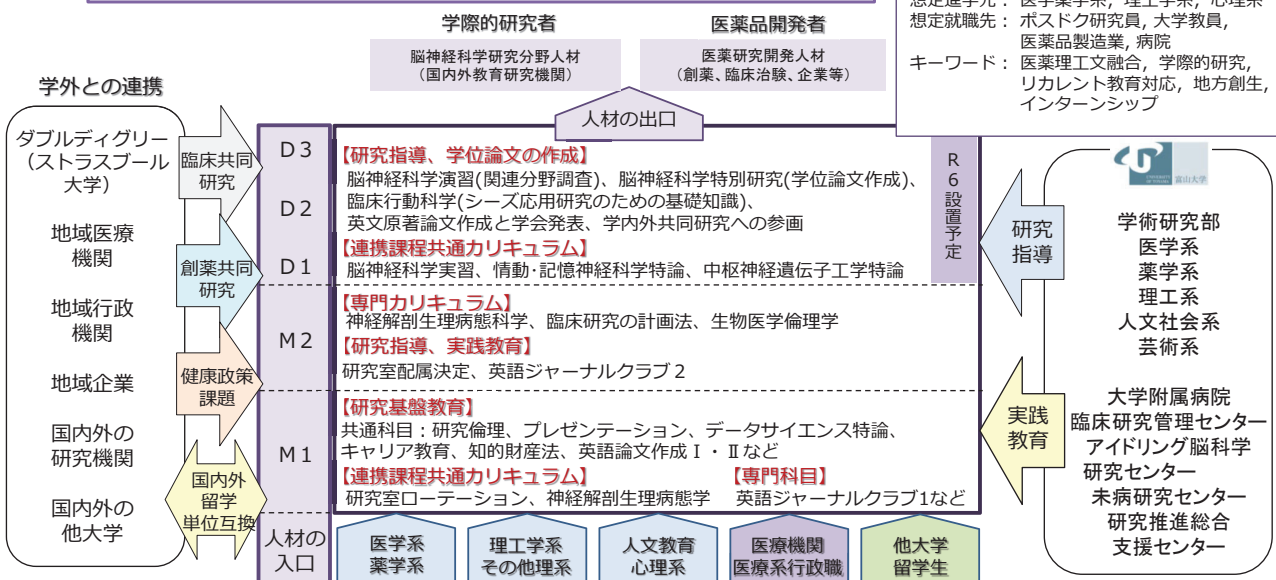 想定進学先： 医学薬学系，理工学系，心理系
想定就職先： ポスドク研究員，大学教員，
医薬品製造業，病院
キーワード： 医薬理工文融合，学際的研究，
リカレント教育対応，地方創生，
インターンシップ
学際的研究者
脳神経科学研究分野人材
（国内外教育研究機関）
医薬品開発者
医薬研究開発人材
（創薬、臨床治験、企業等）
人材の出口
学外との連携
ダブルディグリー
（ストラスブール
大学）
地域医療
機関
地域行政
機関
地域企業
国内外の
研究機関
国内外の
他大学
臨床共同
研究
創薬共同
研究
健康政策
課題
国内外
留学
単位互換
D３
D２
D１
M２
M１
人材の
入口
【研究指導、学位論文の作成】
脳神経科学演習(関連分野調査)、脳神経科学特別研究(学位論文作成)、
臨床行動科学(シーズ応用研究のための基礎知識)、
英文原著論文作成と学会発表、学内外共同研究への参画
【連携課程共通カリキュラム】
脳神経科学実習、情動･記憶神経科学特論、中枢神経遺伝子工学特論
【専門カリキュラム】
神経解剖生理病態科学、臨床研究の計画法、生物医学倫理学
【研究指導、実践教育】
研究室配属決定、英語ジャーナルクラブ２
【研究基盤教育】
共通科目：研究倫理、プレゼンテーション、データサイエンス特論、
キャリア教育、知的財産法、英語論文作成Ⅰ・Ⅱなど
【連携課程共通カリキュラム】
研究室ローテーション、神経解剖生理病態学
【専門科目】
英語ジャーナルクラブ1など
R６設置予定
医学系
薬学系
理工学系
その他理系
人文教育
心理系
医療機関
医療系行政職
他大学
留学生
研究
指導
実践
教育
富山大学
学術研究部
医学系
薬学系
理工系
人文社会系
芸術系
大学附属病院
臨床研究管理センター
アイドリング脳科学
研究センター
未病研究センター
研究推進総合
支援センター